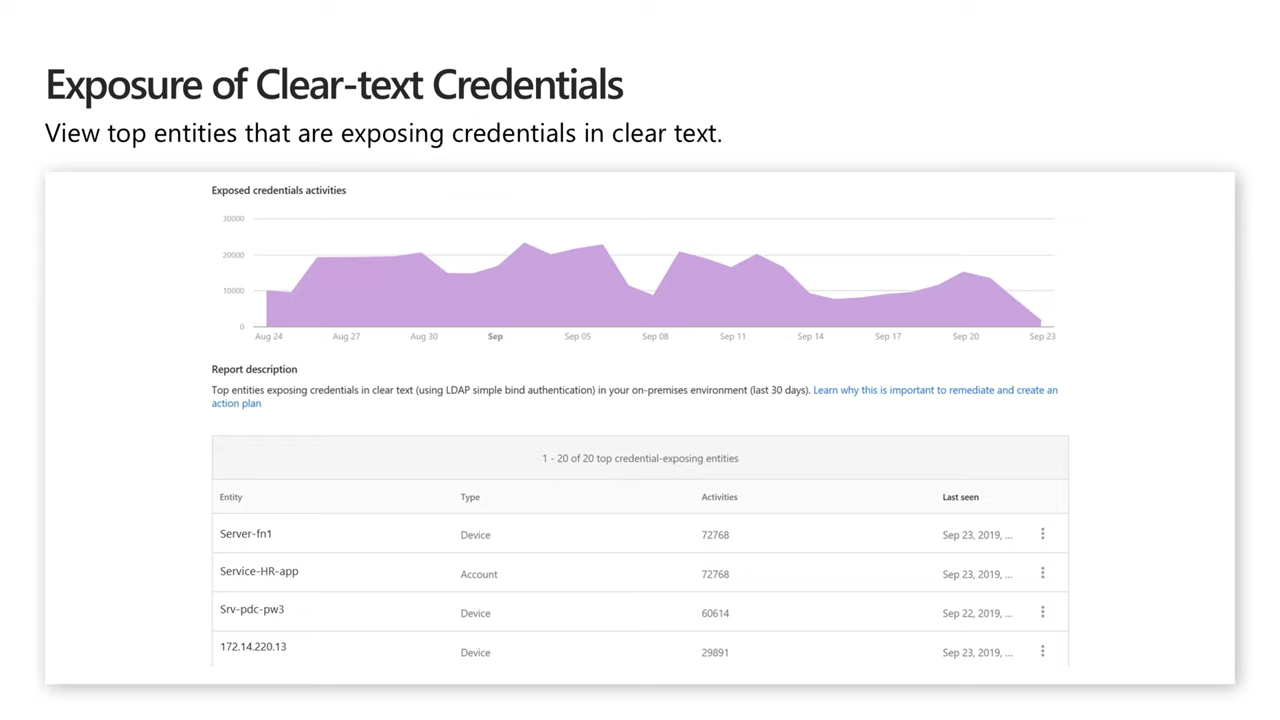 Exposure of Clear-text Credentials
View top entities that are exposing credentials in clear text.
Exposed credentials activities
30000
20000
10000
0
Aug 24 Aug 27 Aug 30 Sep Sep 05 Sep 08 Sep 11 Sep 14 Sep 17 Sep 20 Sep 23
Report description
Top entities exposing credentials in clear text (using LDAP simple bind authentication) in your on-premises environment (last 30 days). Learn why this is important to remediate and create an
action plan
1 - 20 of 20 top credential-exposing entities
Entity Type Activities Last seen
Server-fn1 Device 72768 Sep 23, 2019, ...
Service-HR-app Account 72768 Sep 23, 2019, ...
Srv-pdc-pw3 Device 60614 Sep 22, 2019, ...
172.14.220.13 Device 29891 Sep 23, 2019, ...